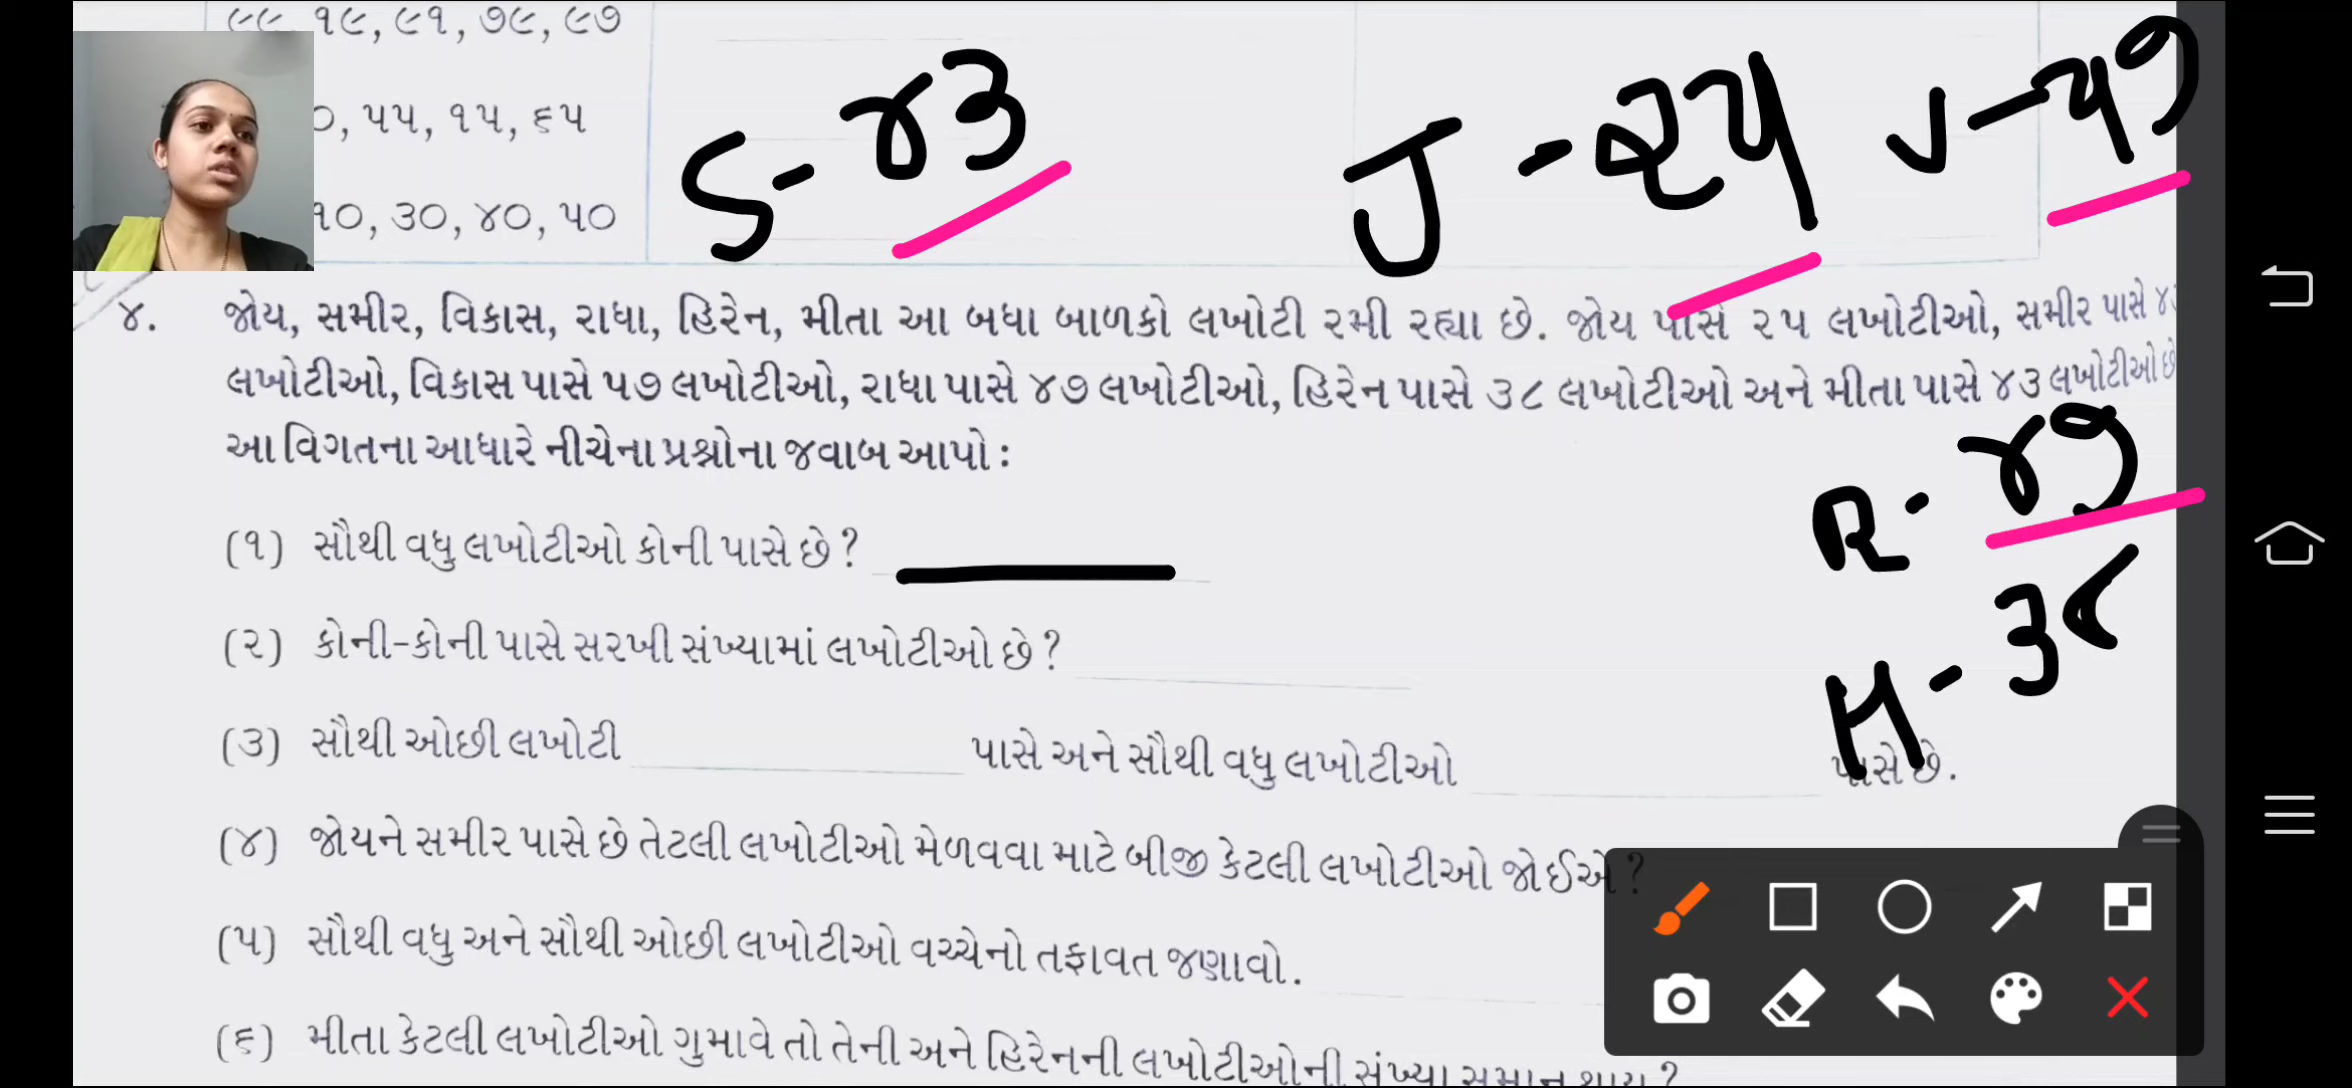 ૯૯, ૧૯, ૯૧, ૭૯, ૯૭
૦, ૫૫, ૧૫, ૬૫
૧૦, ૩૦, ૪૦, ૫૦
S - ૪૩
J - ૨૫
V - ૫૭
૪. જોય, સમીર, વિકાસ, રાધા, હિરેન, મીતા આ બધા બાળકો લખોટી રમી રહ્યા છે. જોય પાસે ૨૫ લખોટીઓ, સમીર પાસે ૪૩
લખોટીઓ, વિકાસ પાસે ૫૭ લખોટીઓ, રાધા પાસે ૪૭ લખોટીઓ, હિરેન પાસે ૩૮ લખોટીઓ અને મીતા પાસે ૪૩ લખોટીઓ છે
આ વિગતના આધારે નીચેના પ્રશ્નોના જવાબ આપો :
R - ૪૭
(૧) સૌથી વધુ લખોટીઓ કોની પાસે છે?
H - ૩૮
(૨) કોની-કોની પાસે સરખી સંખ્યામાં લખોટીઓ છે?
(૩) સૌથી ઓછી લખોટી પાસે અને સૌથી વધુ લખોટીઓ પાસે છે.
(૪) જોયને સમીર પાસે છે તેટલી લખોટીઓ મેળવવા માટે બીજી કેટલી લખોટીઓ જોઈએ?
(૫) સૌથી વધુ અને સૌથી ઓછી લખોટીઓ વચ્ચેનો તફાવત જણાવો.
(૬) મીતા કેટલી લખોટીઓ ગુમાવે તો તેની અને હિરેનની લખોટીઓની સંખ્યા સમાન થાય?